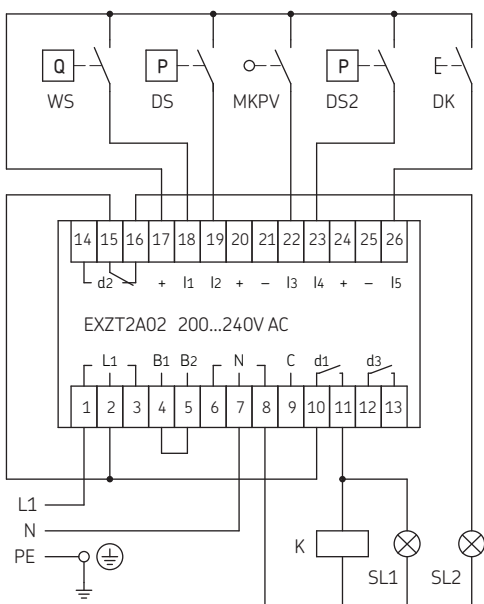 Q P P E
WS DS MKPV DS2 DK
14 15 16 17 18 19 20 21 22 23 24 25 26
d2 + I1 I2 + – I3 I4 + – I5
EXZT2A02 200...240V AC
L1 B1 B2 N C d1 d3
1 2 3 4 5 6 7 8 9 10 11 12 13
L1
N
PE
K
SL1 SL2